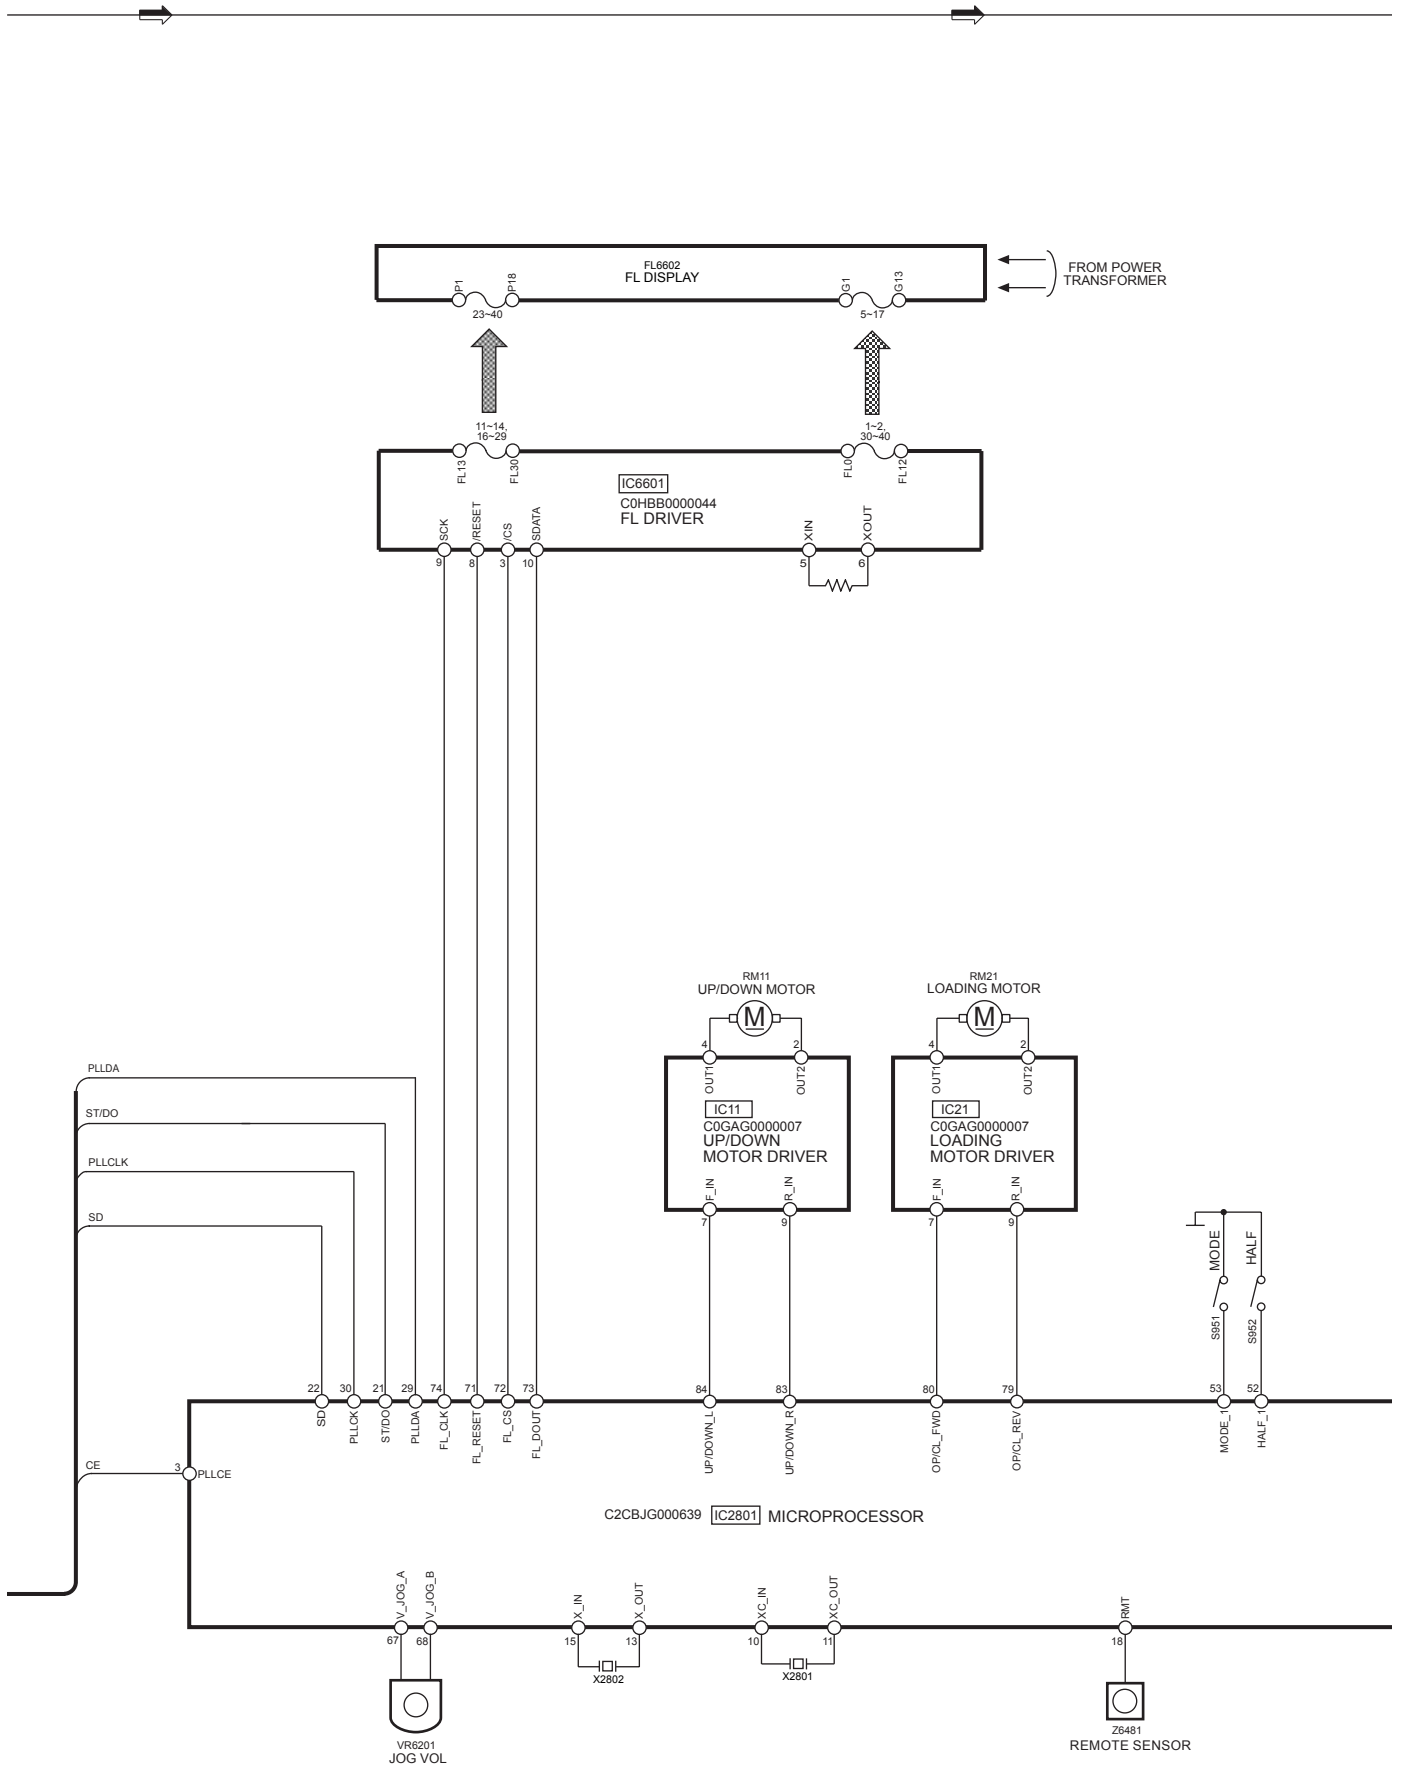 FL6602
FL DISPLAY
P1
P18
G1
G13
23~40
5~17
FROM POWER
TRANSFORMER
11~14,
16~29
1~2,
30~40
FL13
FL30
FL0
FL12
IC6601
C0HBB0000044
FL DRIVER
SCK
/RESET
/CS
SDATA
XIN
XOUT
9
8
3
10
5
6
RM11
UP/DOWN MOTOR
RM21
LOADING MOTOR
M
M
4
2
4
2
OUT1
OUT2
OUT1
OUT2
IC11
C0GAG0000007
UP/DOWN
MOTOR DRIVER
IC21
C0GAG0000007
LOADING
MOTOR DRIVER
F_IN
R_IN
F_IN
R_IN
7
9
7
9
PLLDA
ST/DO
PLLCLK
SD
MODE
HALF
S951
S952
22
30
21
29
74
71
72
73
84
83
80
79
53
52
SD
PLLCK
ST/DO
PLLDA
FL_CLK
FL_RESET
FL_CS
FL_DOUT
UP/DOWN_L
UP/DOWN_R
OP/CL_FWD
OP/CL_REV
MODE_1
HALF_1
CE
3
PLLCE
C2CBJG000639
IC2801
MICROPROCESSOR
V_JOG_A
V_JOG_B
X_IN
X_OUT
XC_IN
XC_OUT
RMT
67
68
15
13
10
11
18
X2802
X2801
VR6201
JOG VOL
Z6481
REMOTE SENSOR